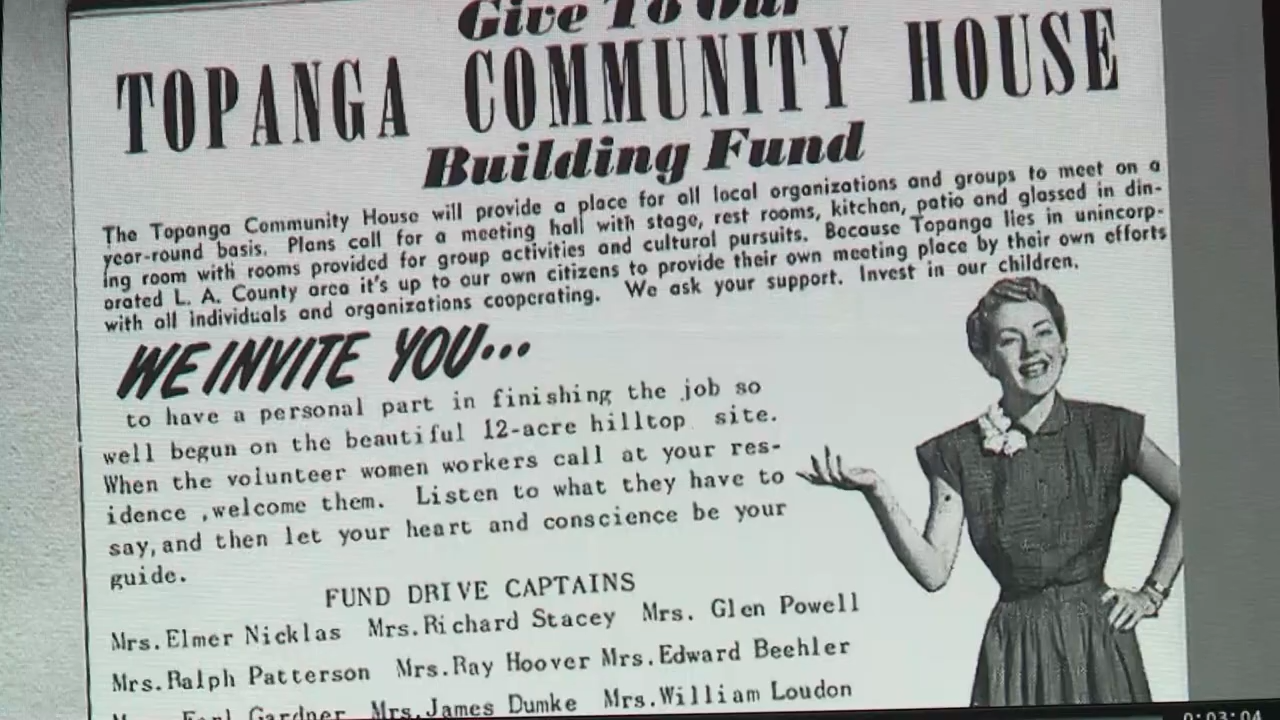 Give To Our
TOPANGA COMMUNITY HOUSE
Building Fund
The Topanga Community House will provide a place for all local organizations and groups to meet on a
year-round basis. Plans call for a meeting hall with stage, rest rooms, kitchen, patio and glassed in din-
ing room with rooms provided for group activities and cultural pursuits. Because Topanga lies in unincorp-
orated L. A. County area it's up to our own citizens to provide their own meeting place by their own efforts
with all individuals and organizations cooperating. We ask your support. Invest in our children.
WE INVITE YOU...
to have a personal part in finishing the job so
well begun on the beautiful 12-acre hilltop site.
When the volunteer women workers call at your res-
idence ,welcome them. Listen to what they have to
say,and then let your heart and conscience be your
guide.
FUND DRIVE CAPTAINS
Mrs.Elmer Nicklas Mrs.Richard Stacey Mrs. Glen Powell
Mrs.Ralph Patterson Mrs.Ray Hoover Mrs.Edward Beehler
Earl Gardner Mrs.James Dumke Mrs.William Loudon
0:03:04